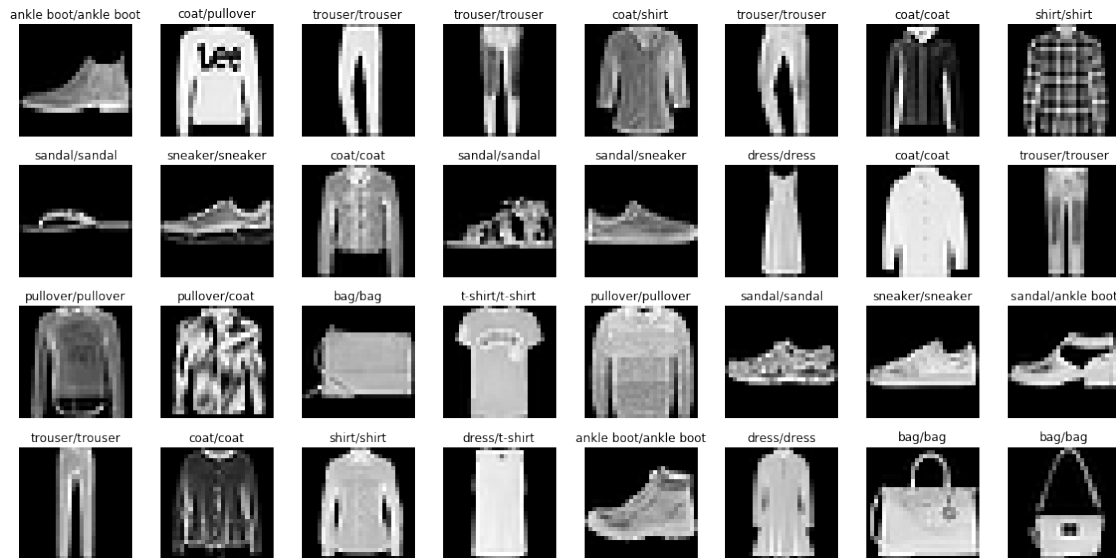 ankle boot/ankle boot coat/pullover trouser/trouser trouser/trouser coat/shirt trouser/trouser coat/coat shirt/shirt
Lee
sandal/sandal sneaker/sneaker coat/coat sandal/sandal sandal/sneaker dress/dress coat/coat trouser/trouser
pullover/pullover pullover/coat bag/bag t-shirt/t-shirt pullover/pullover sandal/sandal sneaker/sneaker sandal/ankle boot
trouser/trouser coat/coat shirt/shirt dress/t-shirt ankle boot/ankle boot dress/dress bag/bag bag/bag